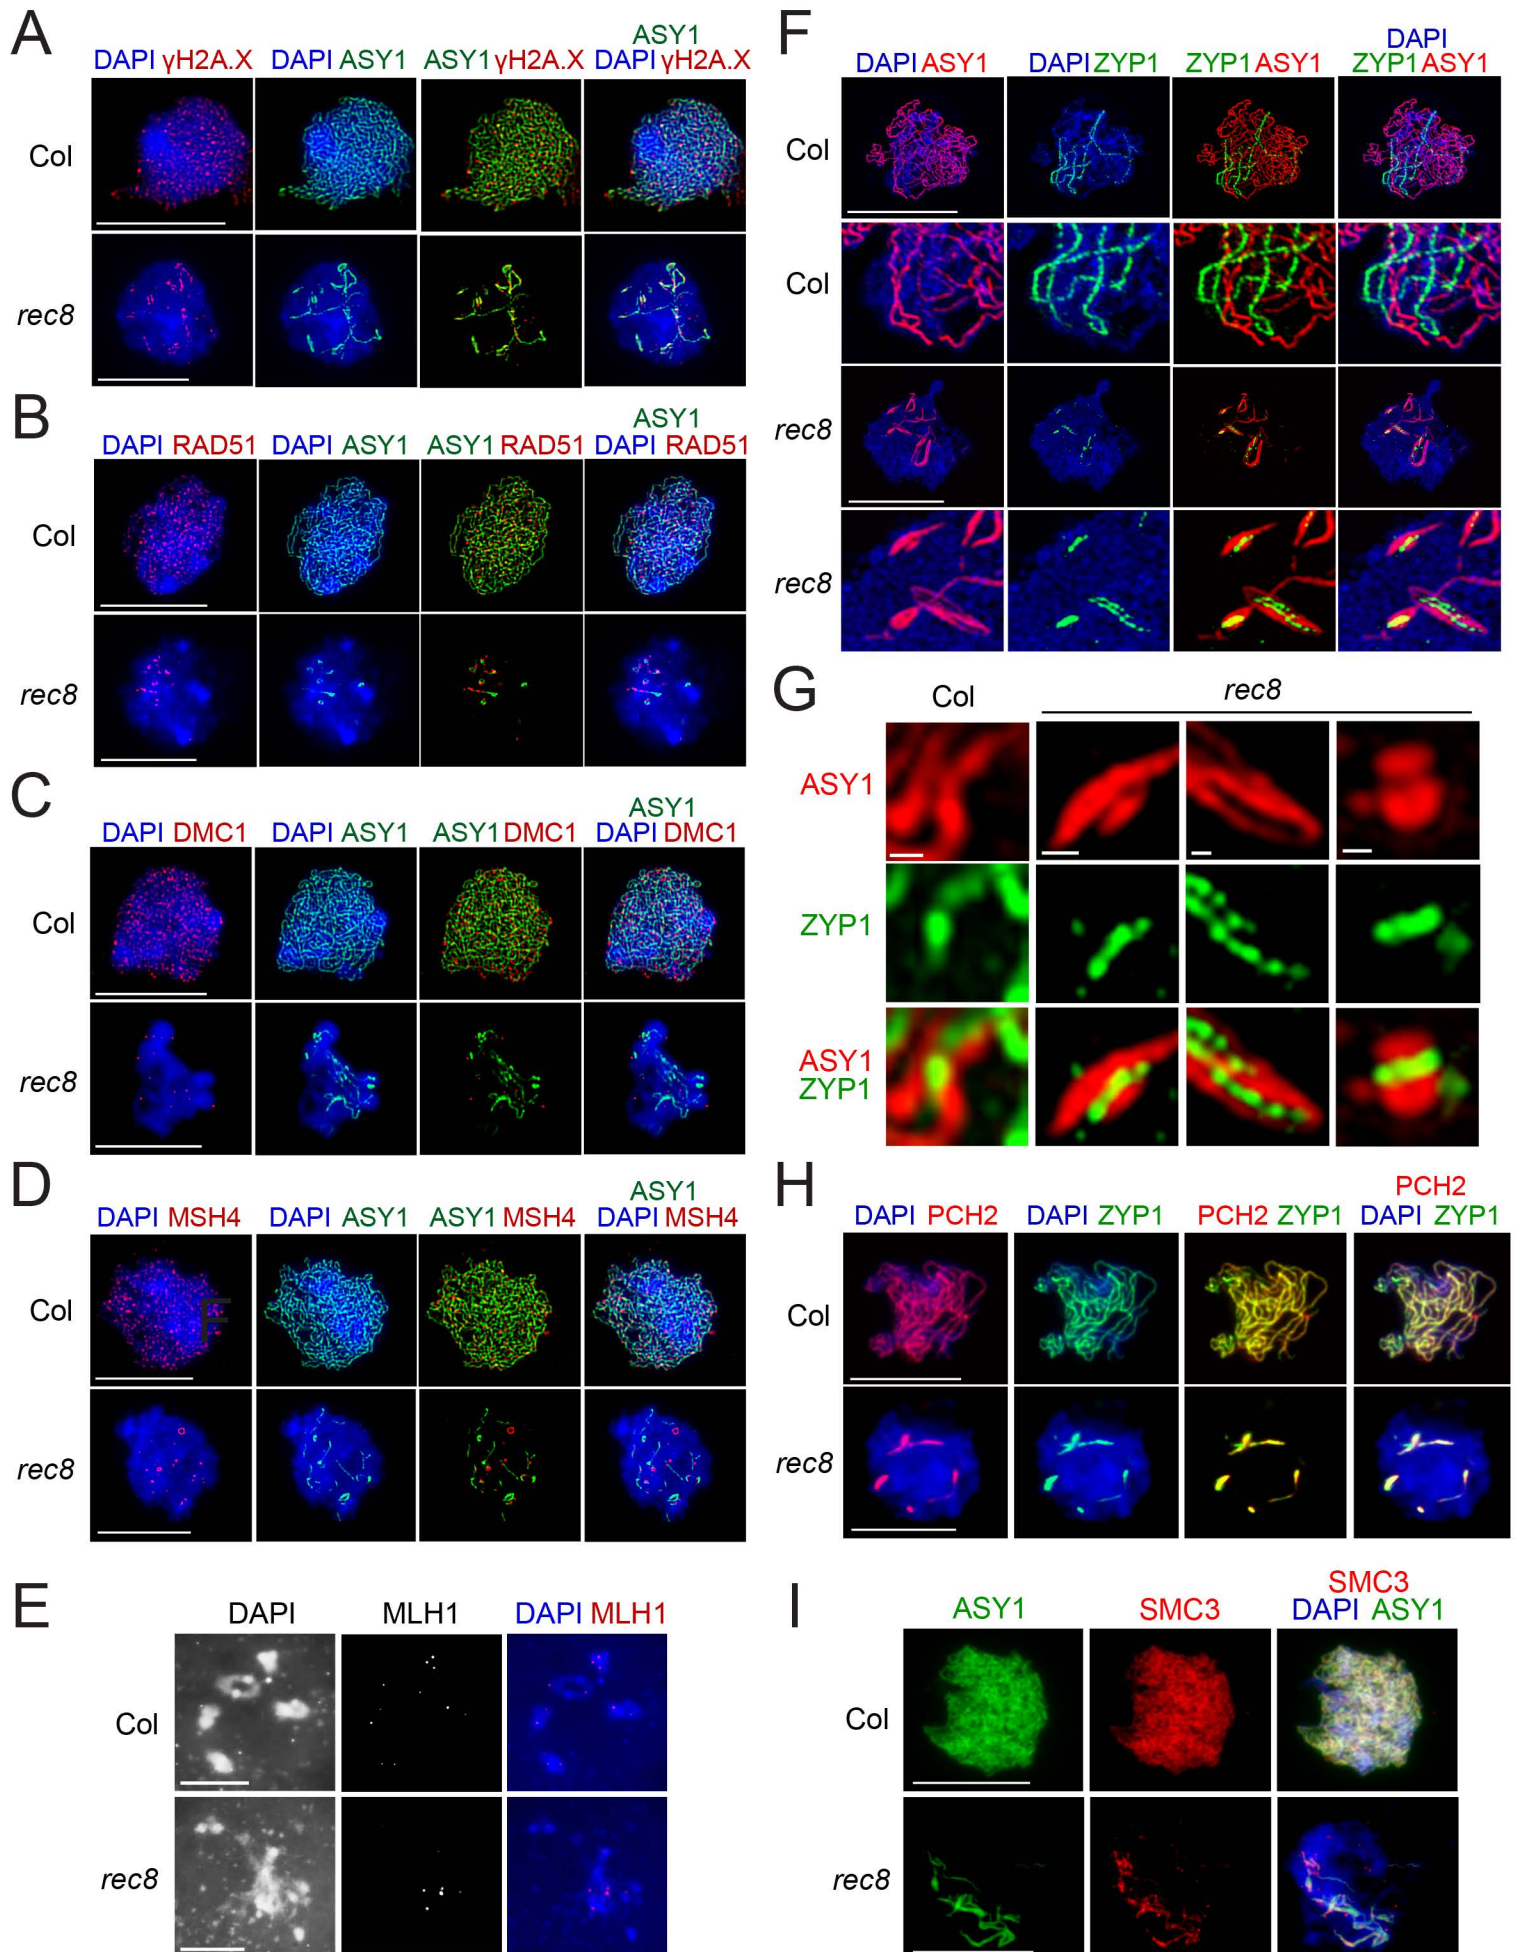 A
ASY1
DAPI γH2A.X DAPI ASY1 ASY1 γH2A.X DAPI γH2A.X
Col
rec8
B
ASY1
DAPI RAD51 DAPI ASY1 ASY1 RAD51 DAPI RAD51
Col
rec8
C
ASY1
DAPI DMC1 DAPI ASY1 ASY1 DMC1 DAPI DMC1
Col
rec8
D
ASY1
DAPI MSH4 DAPI ASY1 ASY1 MSH4 DAPI MSH4
Col
F
rec8
E
DAPI MLH1 DAPI MLH1
Col
rec8
F
DAPI
DAPI ASY1 DAPI ZYP1 ZYP1 ASY1 ZYP1 ASY1
Col
Col
rec8
rec8
G
Col rec8
ASY1
ZYP1
ASY1
ZYP1
H
PCH2
DAPI PCH2 DAPI ZYP1 PCH2 ZYP1 DAPI ZYP1
Col
rec8
I
SMC3
ASY1 SMC3 DAPI ASY1
Col
rec8